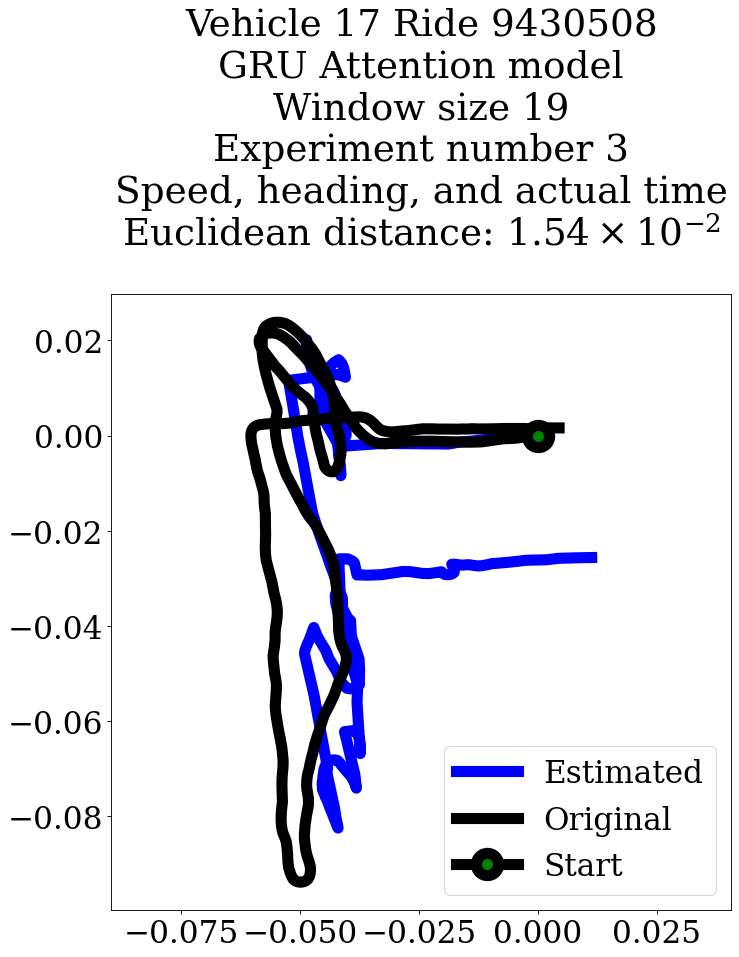 Vehicle 17 Ride 9430508
GRU Attention model
Window size 19
Experiment number 3
Speed, heading, and actual time
Euclidean distance: 1.54 × 10⁻²
0.02
0.00
−0.02
−0.04
−0.06
−0.08
Estimated
Original
Start
−0.075 −0.050 −0.025 0.000 0.025